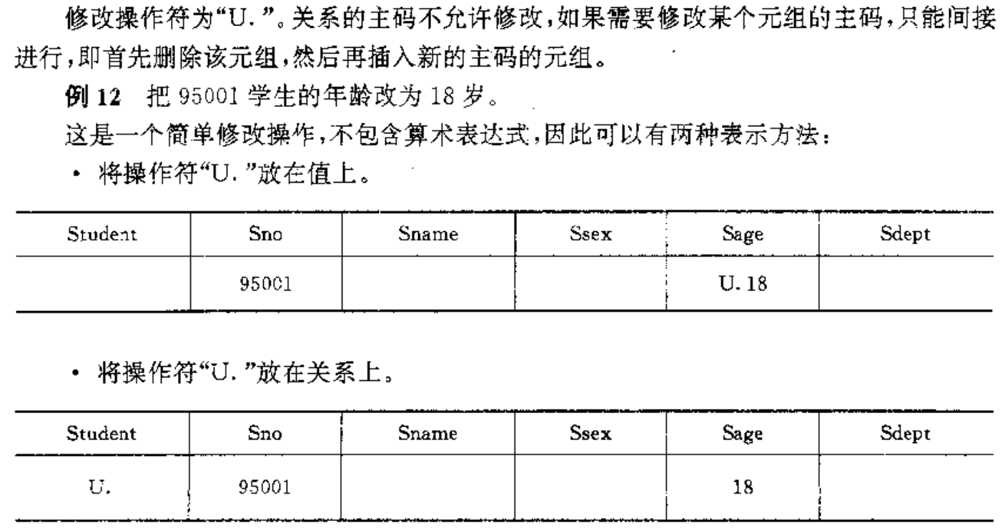 修改操作符为“U.”。关系的主码不允许修改,如果需要修改某个元组的主码,只能间接
进行,即首先删除该元组,然后再插入新的主码的元组。
例 12 把 95001 学生的年龄改为 18 岁。
这是一个简单修改操作,不包含算术表达式,因此可以有两种表示方法:
· 将操作符“U.”放在值上。
Student Sno Sname Ssex Sage Sdept
95001 U. 18
· 将操作符“U.”放在关系上。
Student Sno Sname Ssex Sage Sdept
U. 95001 18